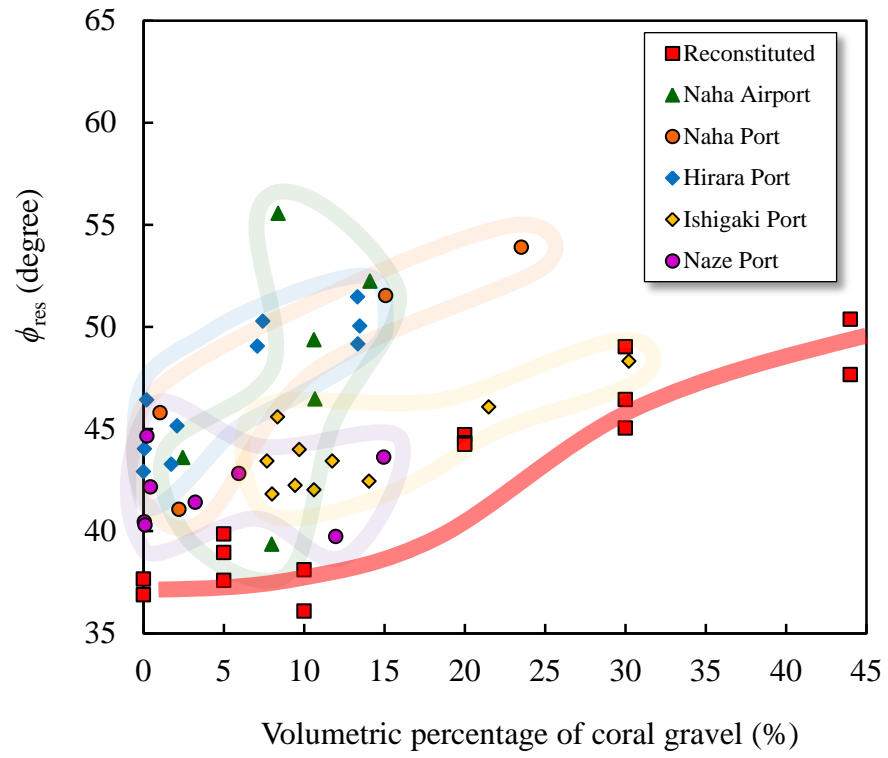 65
60
55
50
45
40
35
ϕres (degree)
0 5 10 15 20 25 30 35 40 45
Volumetric percentage of coral gravel (%)
Reconstituted
Naha Airport
Naha Port
Hirara Port
Ishigaki Port
Naze Port